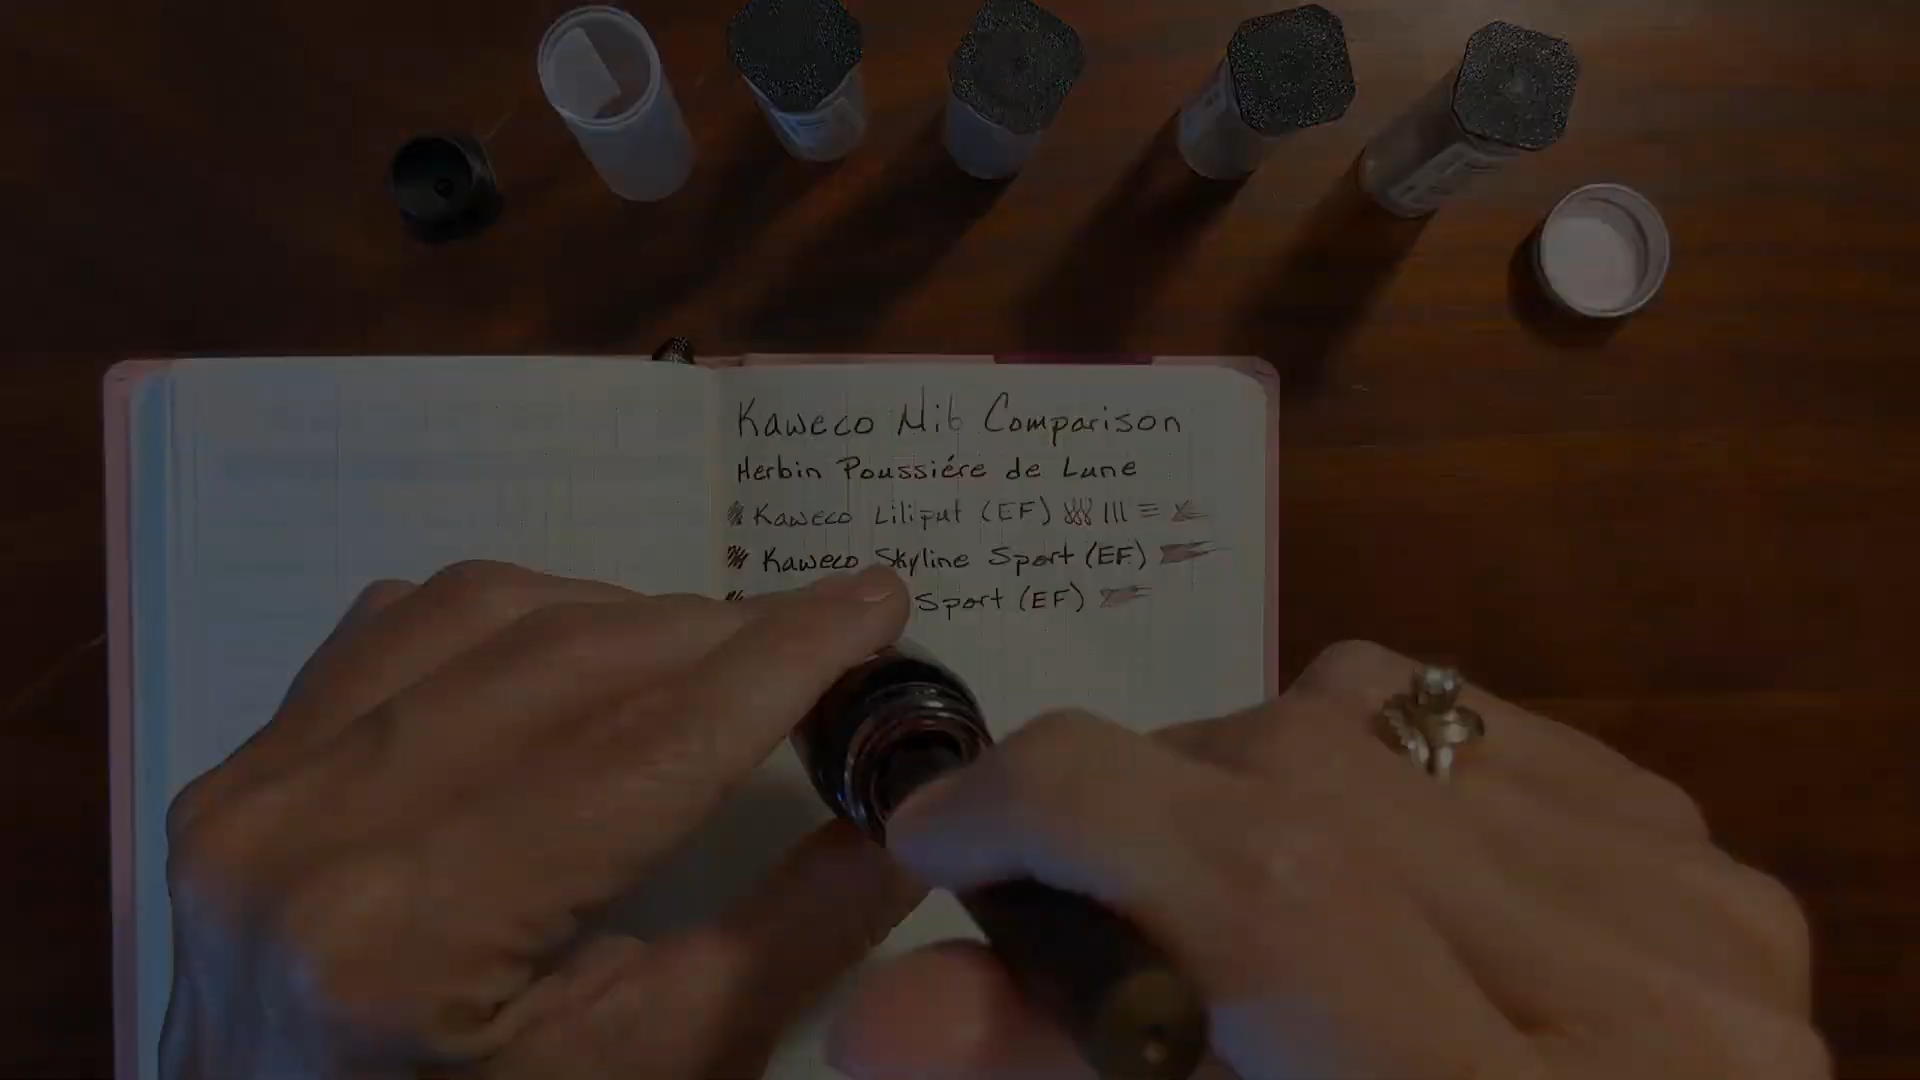 Kaweco Nib Comparison
Herbin Poussiére de Lune
Kaweco Liliput (EF)
Kaweco Skyline Sport (EF)
Sport (EF)